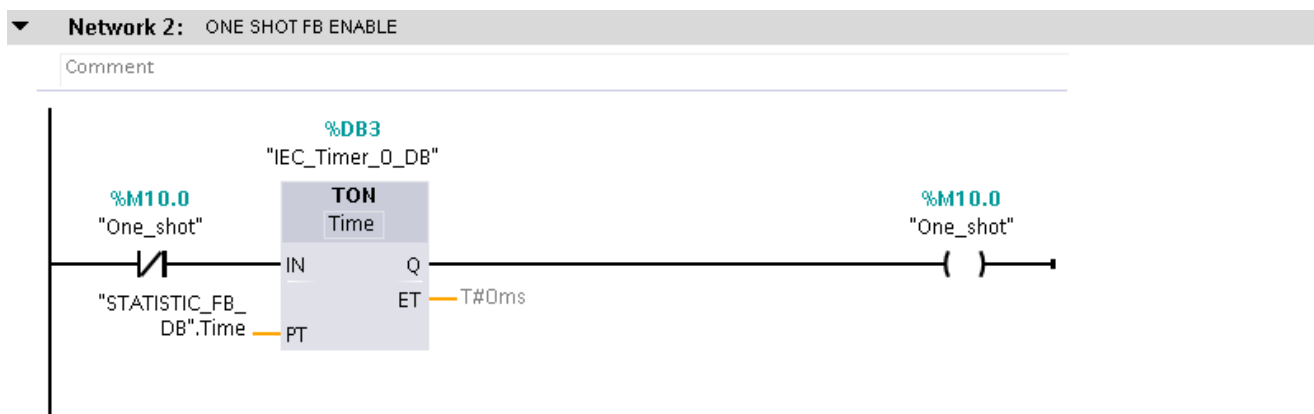 Network 2: ONE SHOT FB ENABLE
Comment
%DB3
"IEC_Timer_0_DB"
%M10.0
"One_shot"
TON
Time
%M10.0
"One_shot"
IN
Q
"STATISTIC_FB_
DB".Time
PT
ET
T#0ms